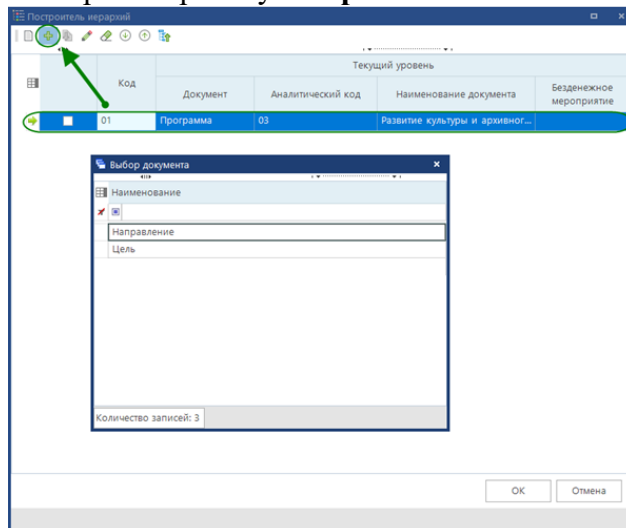 Построитель иерархий
Текущий уровень
Код
Документ
Аналитический код
Наименование документа
Безденежное
мероприятие
01
Программа
03
Развитие культуры и архивног...
Выбор документа
Наименование
Направление
Цель
Количество записей: 3
ОК
Отмена